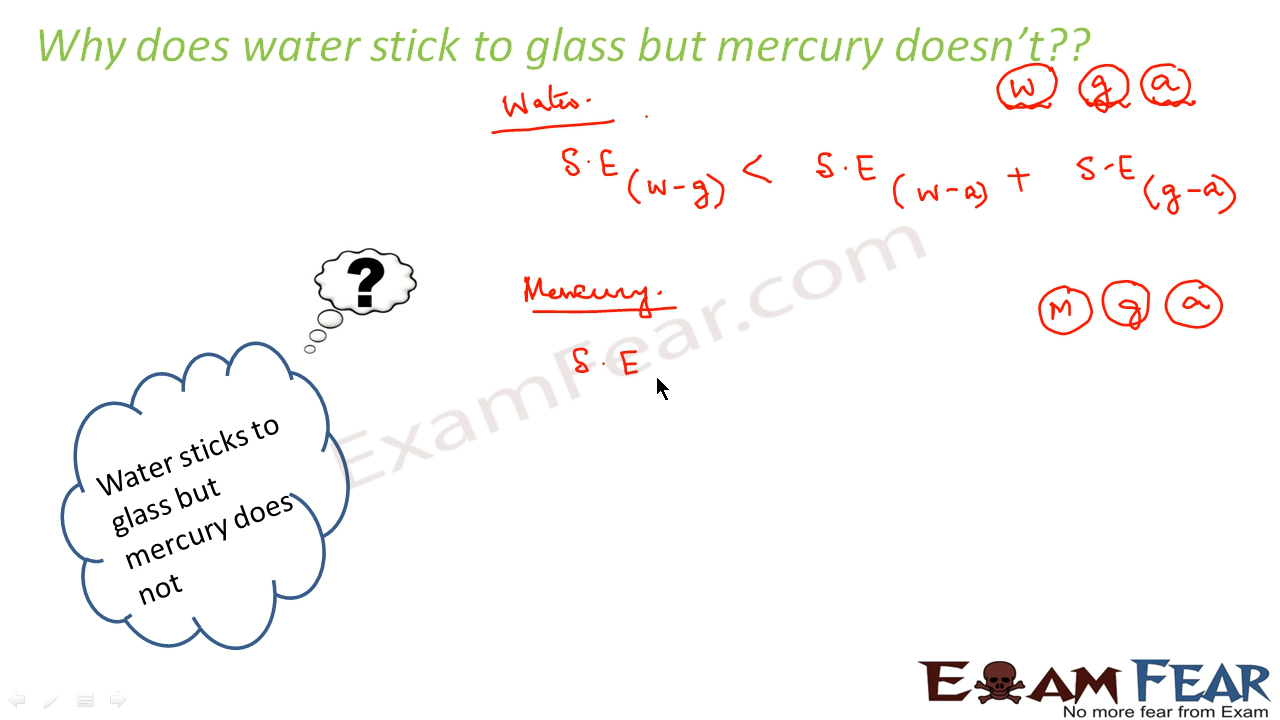 Why does water stick to glass but mercury doesn't??
w g a
Water.
S.E (w-g) < S.E (w-a) + S.E (g-a)
?
Mercury.
M g a
S.E
Water sticks to
glass but
mercury does
not
ExamFear.com
EXAM FEAR
No more fear from Exam